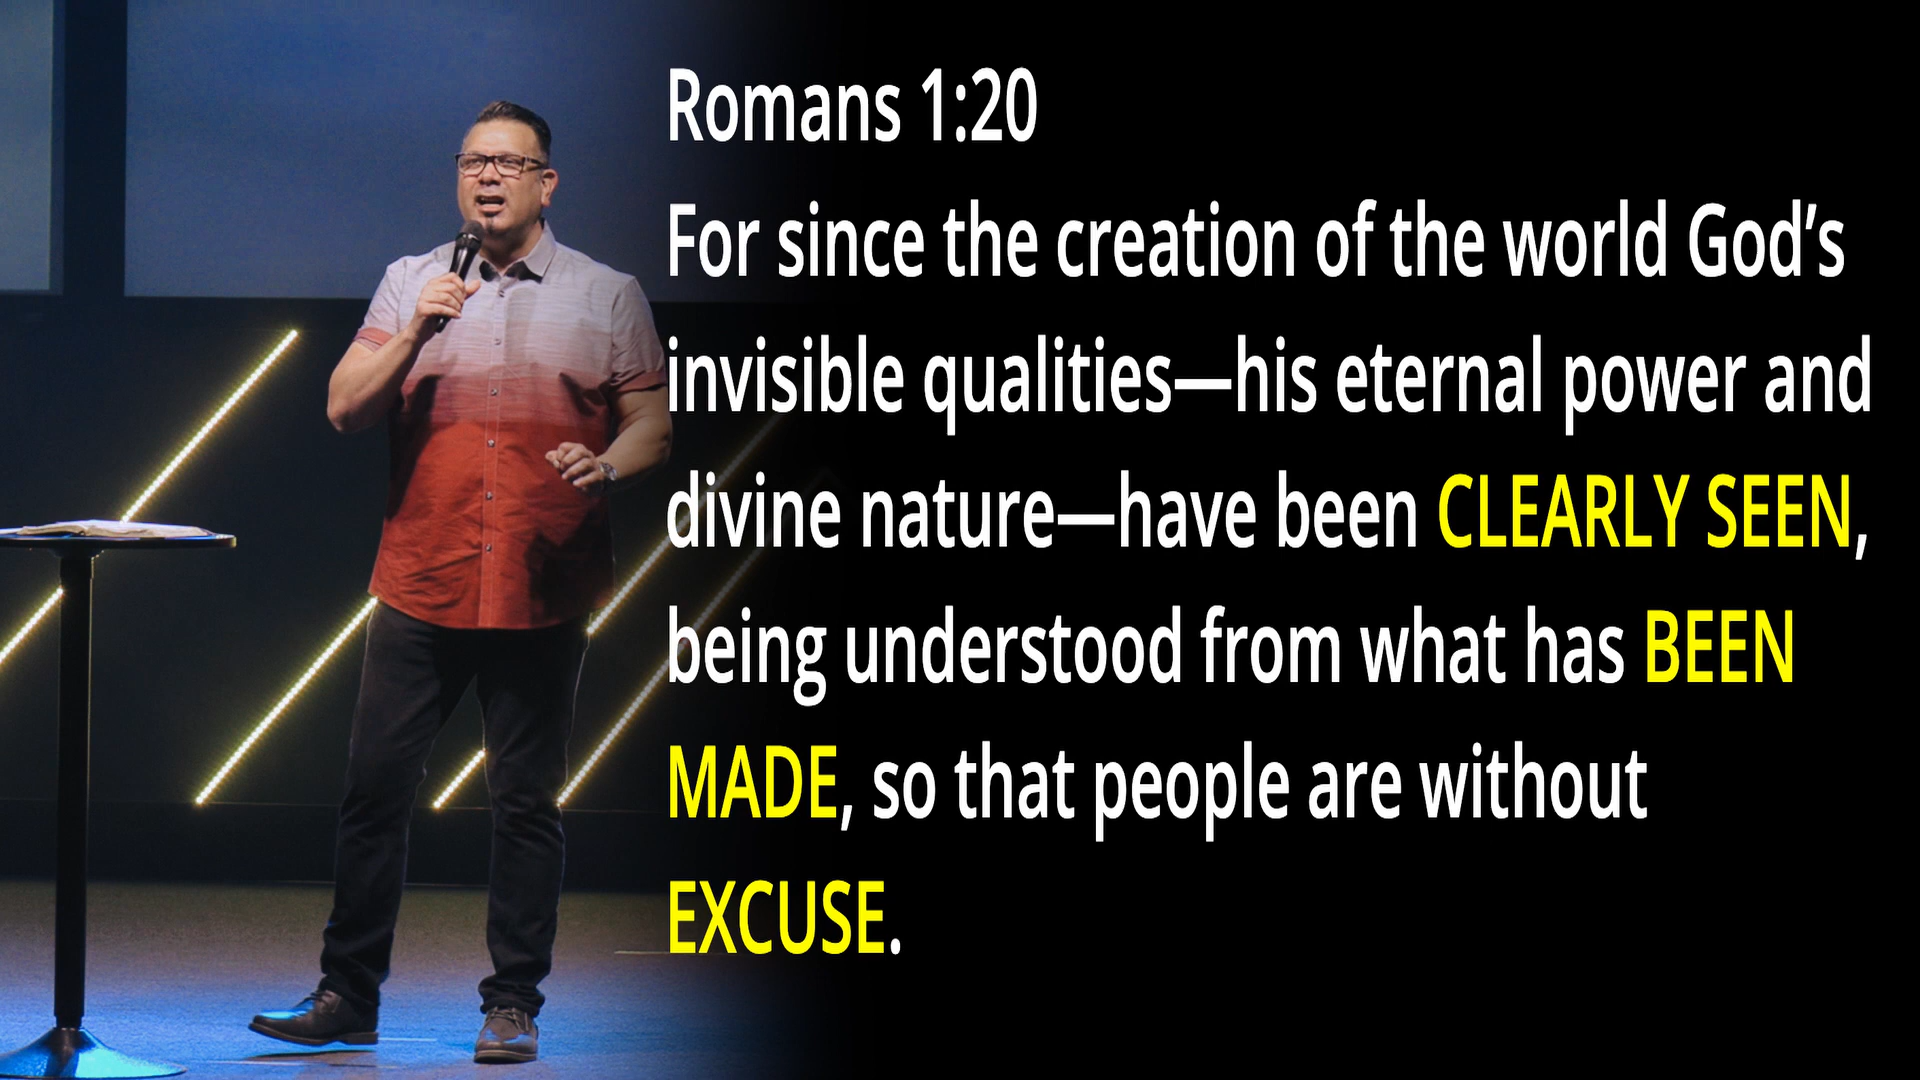 Romans 1:20
For since the creation of the world God’s
invisible qualities—his eternal power and
divine nature—have been CLEARLY SEEN,
being understood from what has BEEN
MADE, so that people are without
EXCUSE.